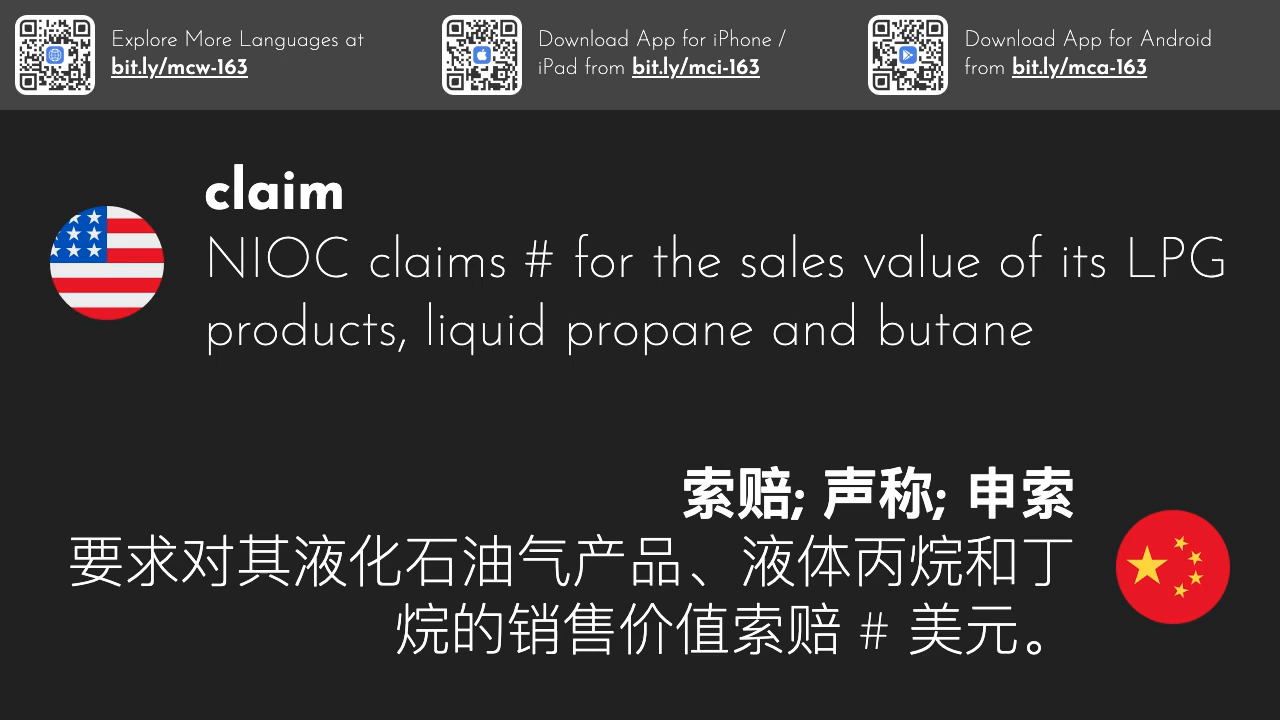 Explore More Languages at
bit.ly/mcw-163
Download App for iPhone /
iPad from bit.ly/mci-163
Download App for Android
from bit.ly/mca-163
claim
NIOC claims # for the sales value of its LPG
products, liquid propane and butane
索赔; 声称; 申索
要求对其液化石油气产品、液体丙烷和丁
烷的销售价值索赔 # 美元。